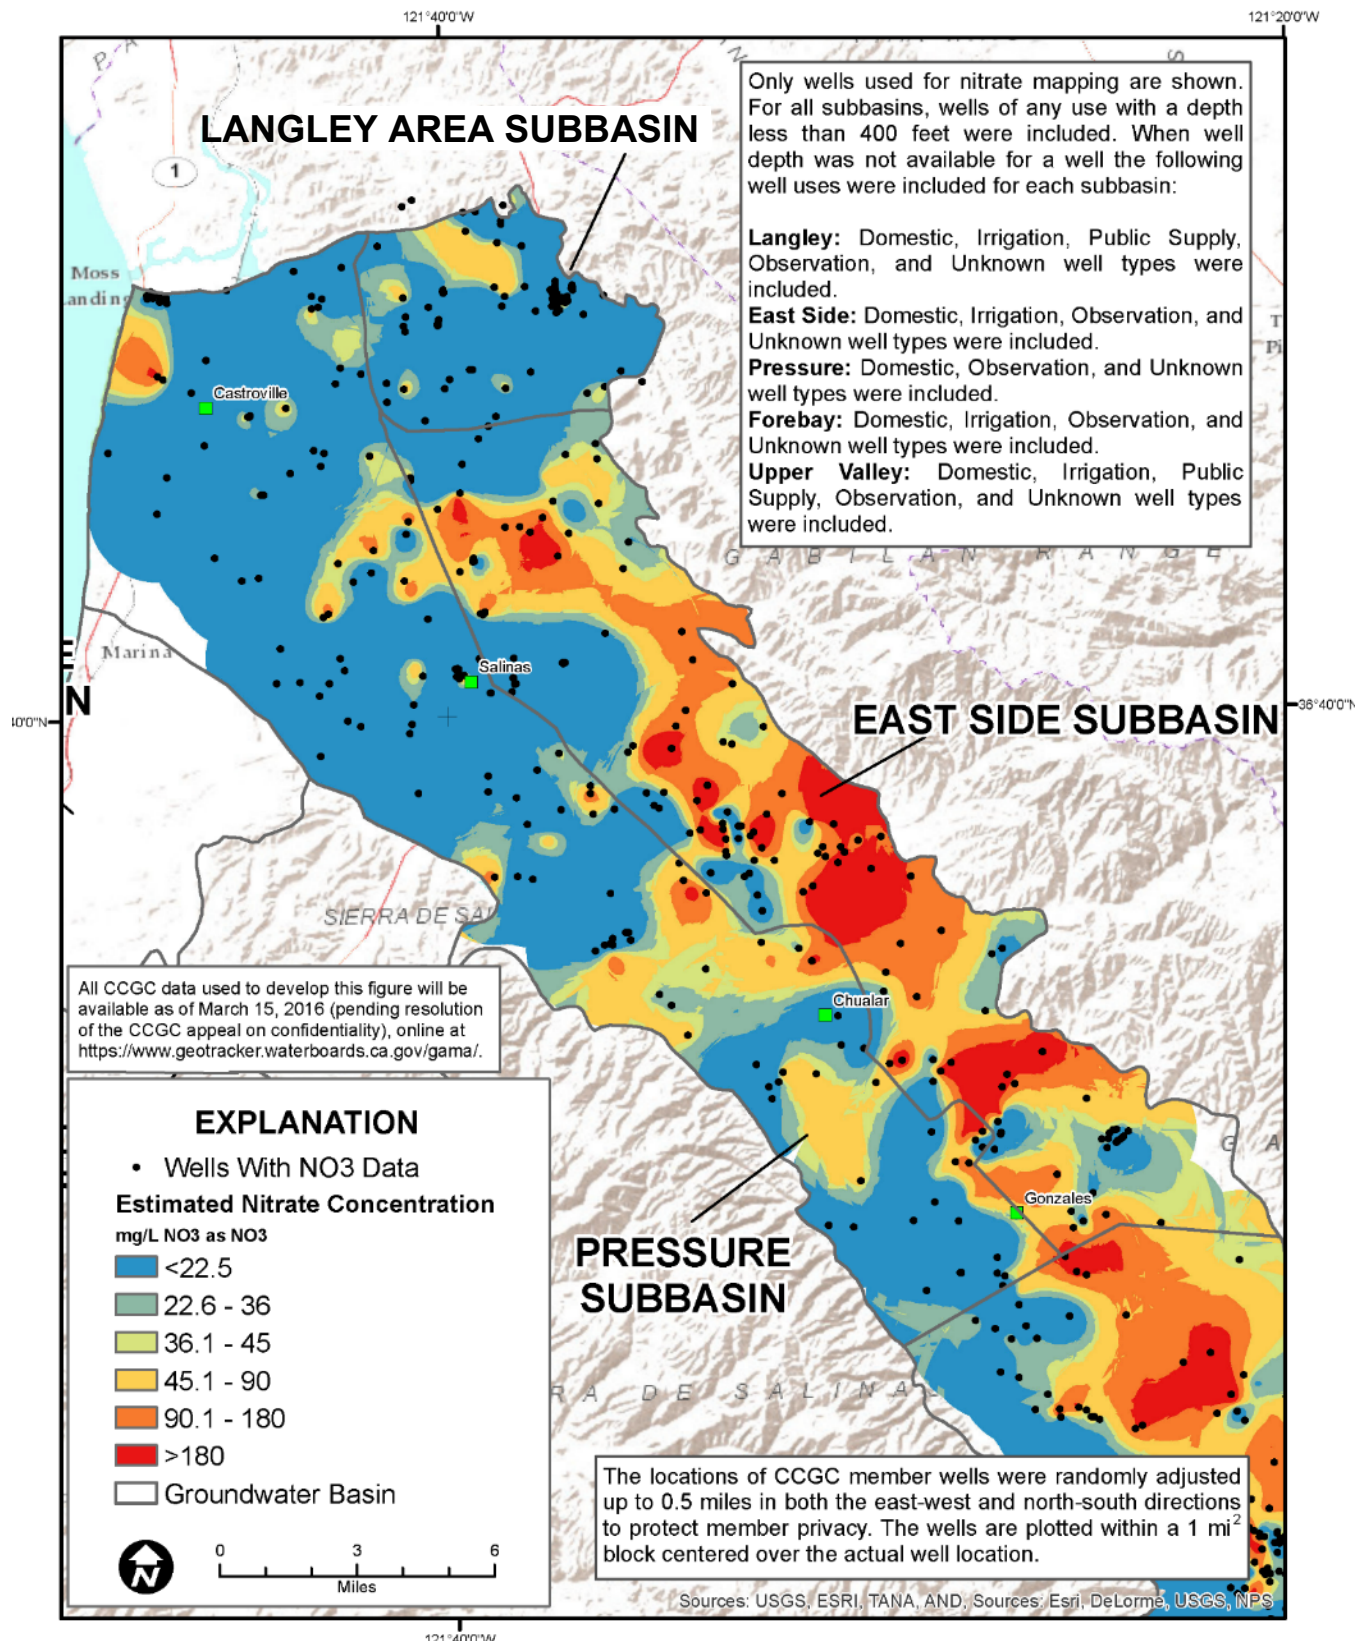 121°40'0"W
121°20'0"W
P A
N
S
Only wells used for nitrate mapping are shown.
For all subbasins, wells of any use with a depth
less than 400 feet were included. When well
depth was not available for a well the following
well uses were included for each subbasin:
Langley: Domestic, Irrigation, Public Supply,
Observation, and Unknown well types were
included.
East Side: Domestic, Irrigation, Observation, and
Unknown well types were included.
Pressure: Domestic, Observation, and Unknown
well types were included.
Forebay: Domestic, Irrigation, Observation, and
Unknown well types were included.
Upper Valley: Domestic, Irrigation, Public
Supply, Observation, and Unknown well types
were included.
LANGLEY AREA SUBBASIN
1
Moss
Landing
T
Pi
Castroville
GABILAN RANGE
Marina
Salinas
N
40'0"N
36°40'0"N
EAST SIDE SUBBASIN
SIERRA DE SAL
All CCGC data used to develop this figure will be
available as of March 15, 2016 (pending resolution
of the CCGC appeal on confidentiality), online at
https://www.geotracker.waterboards.ca.gov/gama/.
Chualar
G A
Gonzales
PRESSURE
SUBBASIN
RA DE SALINA
EXPLANATION
Wells With NO3 Data
Estimated Nitrate Concentration
mg/L NO3 as NO3
<22.5
22.6 - 36
36.1 - 45
45.1 - 90
90.1 - 180
>180
Groundwater Basin
N
0 3 6
Miles
The locations of CCGC member wells were randomly adjusted
up to 0.5 miles in both the east-west and north-south directions
to protect member privacy. The wells are plotted within a 1 mi²
block centered over the actual well location.
Sources: USGS, ESRI, TANA, AND, Sources: Esri, DeLorme, USGS, NPS
121°40'0"W